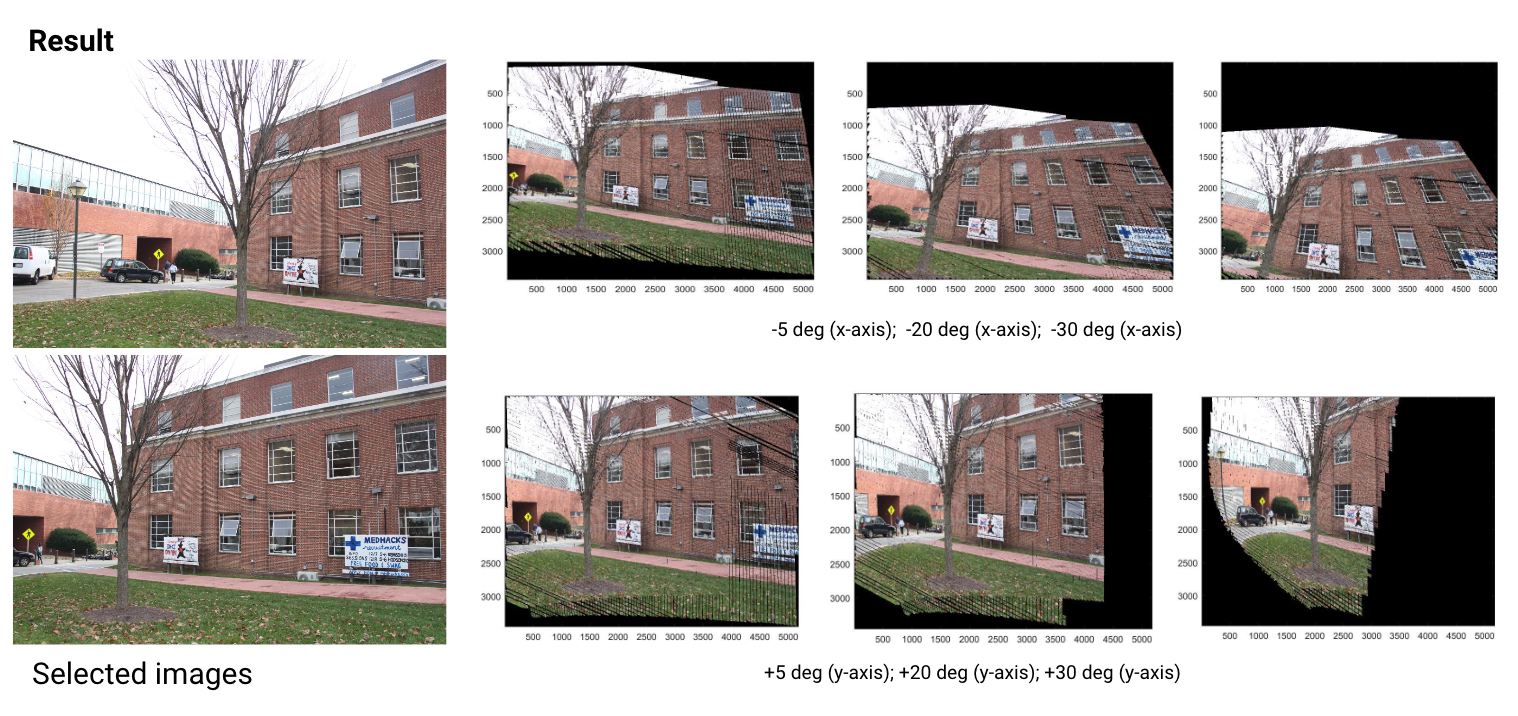 Result
500 1000 1500 2000 2500 3000
500 1000 1500 2000 2500 3000 3500 4000 4500 5000
500 1000 1500 2000 2500 3000
500 1000 1500 2000 2500 3000 3500 4000 4500 5000
500 1000 1500 2000 2500 3000
500 1000 1500 2000 2500 3000 3500 4000 4500 5000
-5 deg (x-axis); -20 deg (x-axis); -30 deg (x-axis)
MEDHACKS
recruitment
FREE FOOD & SWAG
500 1000 1500 2000 2500 3000
500 1000 1500 2000 2500 3000 3500 4000 4500 5000
500 1000 1500 2000 2500 3000
500 1000 1500 2000 2500 3000 3500 4000 4500 5000
500 1000 1500 2000 2500 3000
500 1000 1500 2000 2500 3000 3500 4000 4500 5000
MEDHACKS
recruitment
Selected images
+5 deg (y-axis); +20 deg (y-axis); +30 deg (y-axis)